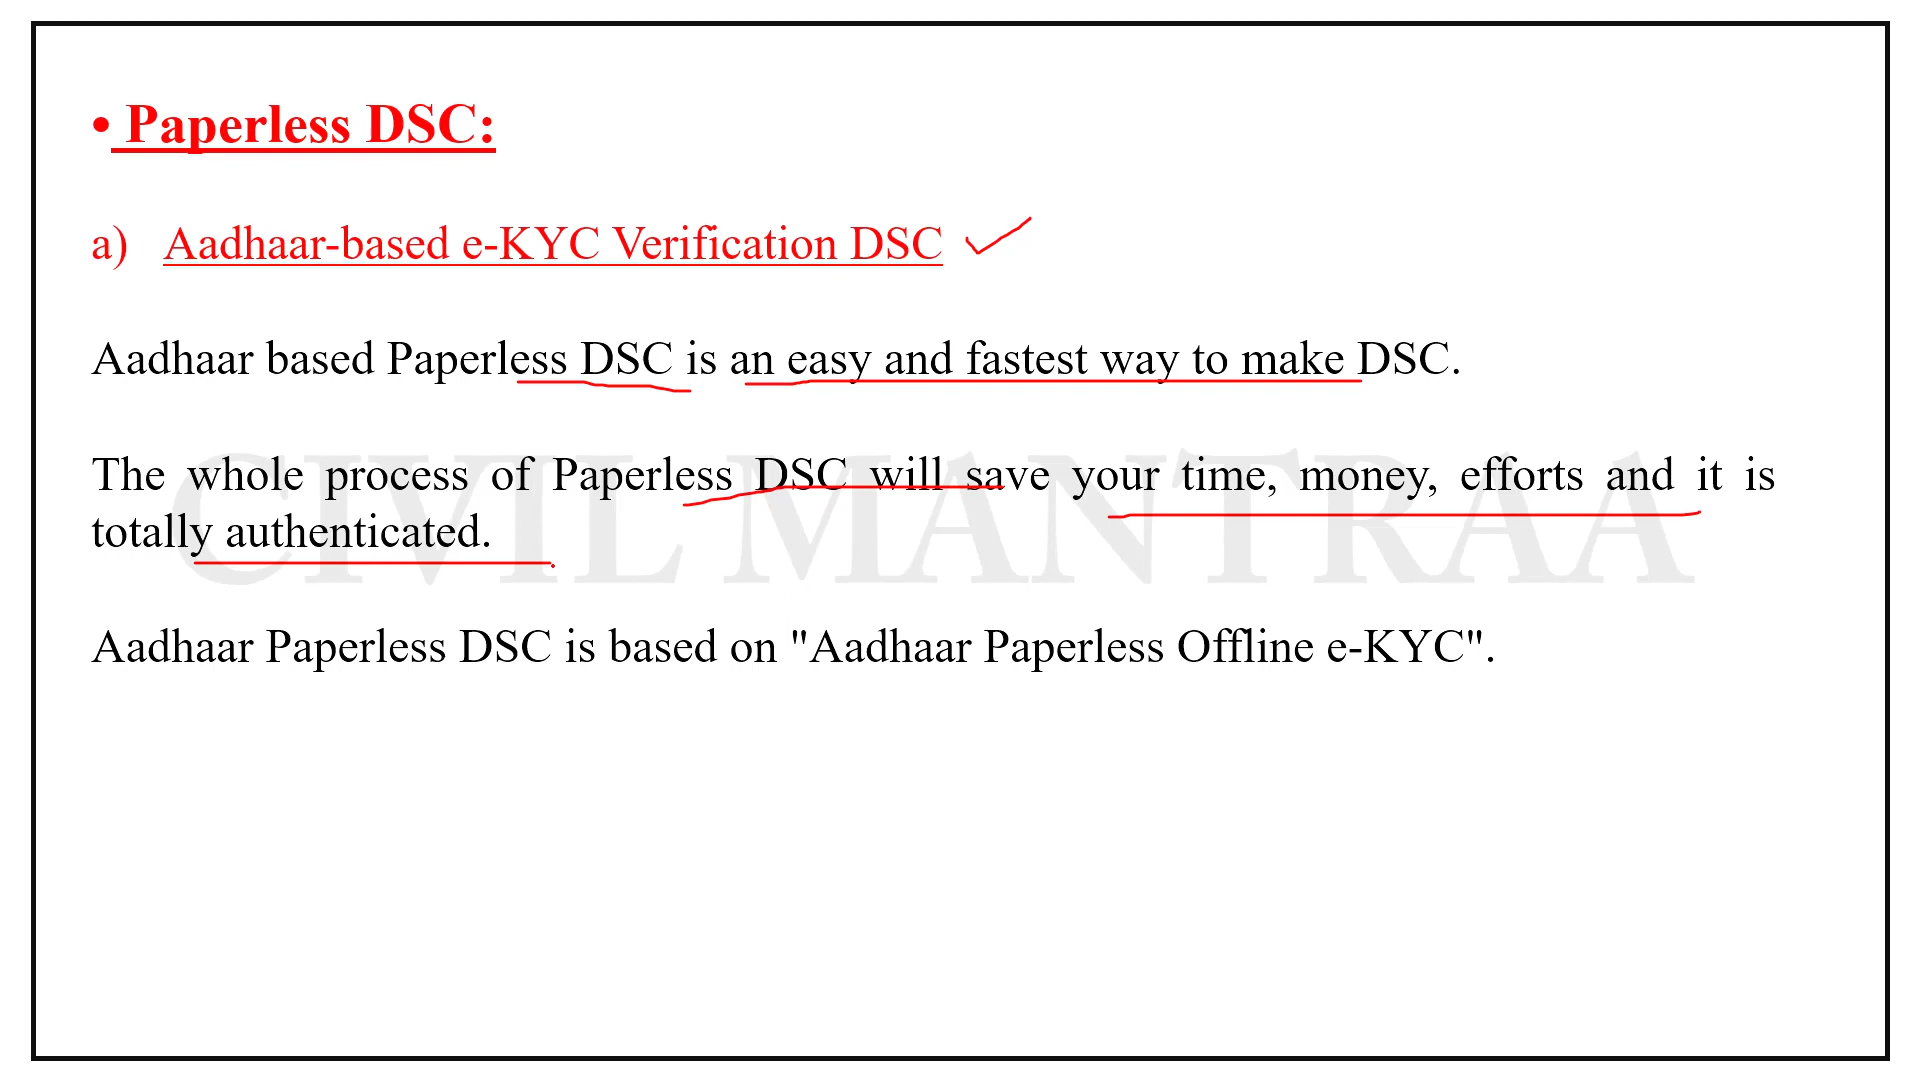 • Paperless DSC:
a) Aadhaar-based e-KYC Verification DSC
Aadhaar based Paperless DSC is an easy and fastest way to make DSC.
The whole process of Paperless DSC will save your time, money, efforts and it is
totally authenticated.
CIVIL MANTRAA
Aadhaar Paperless DSC is based on "Aadhaar Paperless Offline e-KYC".